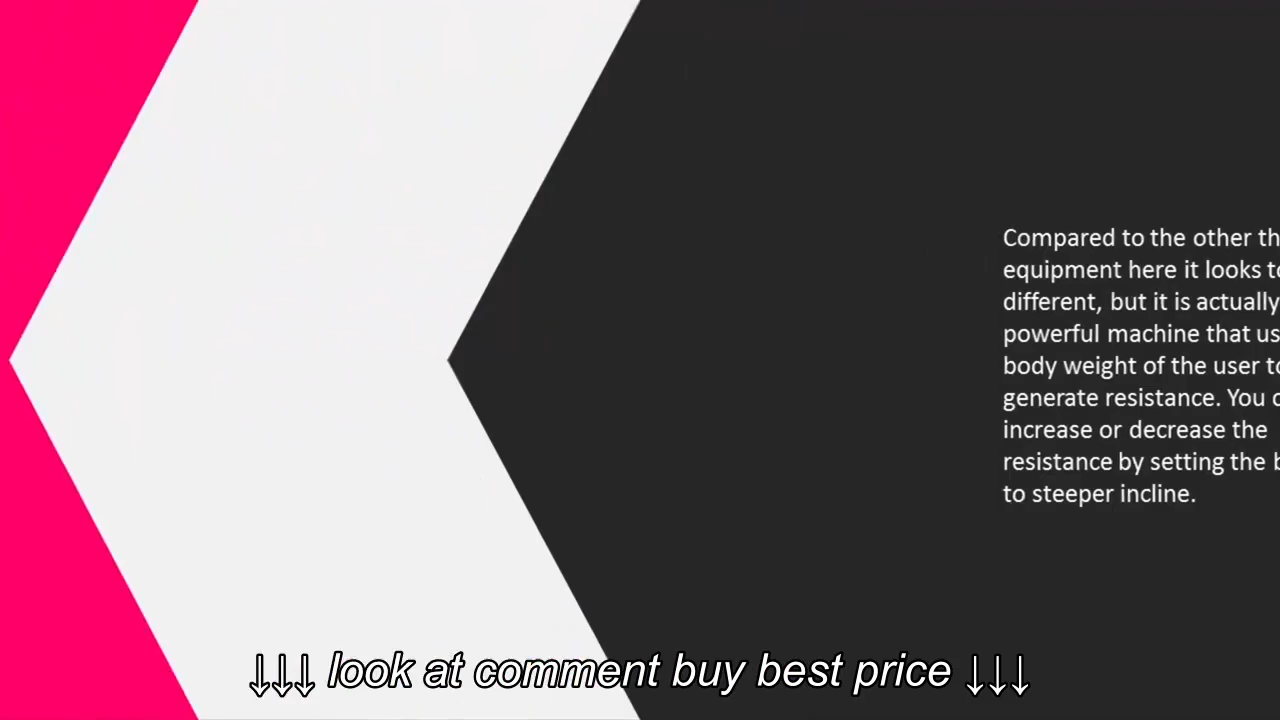 Compared to the other th
equipment here it looks to
different, but it is actually
powerful machine that us
body weight of the user to
generate resistance. You c
increase or decrease the
resistance by setting the b
to steeper incline.
↓↓↓ look at comment buy best price ↓↓↓